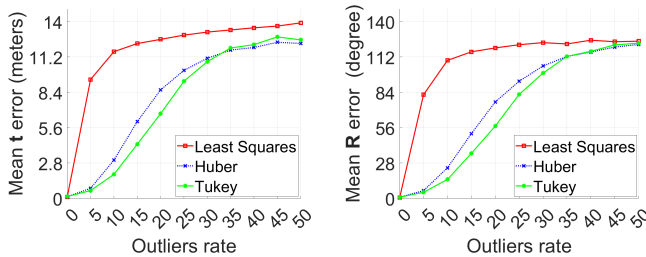 Mean t error (meters)
14
11.2
8.4
5.6
2.8
0
Least Squares
Huber
Tukey
0 5 10 15 20 25 30 35 40 45 50
Outliers rate
Mean R error (degree)
140
112
84
56
28
0
Least Squares
Huber
Tukey
0 5 10 15 20 25 30 35 40 45 50
Outliers rate